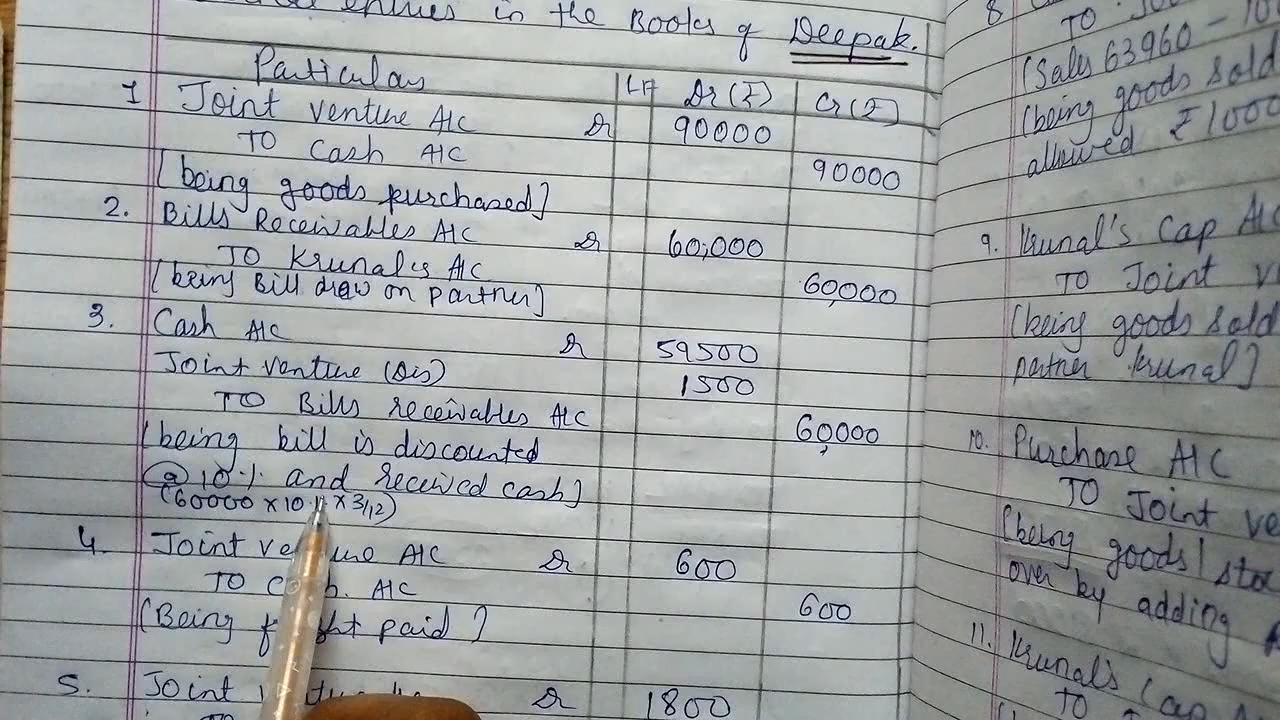 entries in the Books of Deepak.
Particulars LF Dr (₹) Cr (₹)
1 Joint venture A/C Dr 90000
TO Cash A/C 90000
[being goods purchased]
2. Bills Receivables A/C Dr 60,000
TO Krunal's A/C 60,000
[being Bill draw on partner]
3. Cash A/C Dr 59500
Joint venture (Dis) 1500
TO Bills receivables A/C 60,000
[being bill is discounted
@ 10% and received cash]
(60000 x 10% x 3/12)
4. Joint venture A/C Dr 600
TO A/C 600
(Being paid ]
5. Joint Dr 1800
8
TO
(Sales 63960 -
(being goods sold
allowed ₹1000
9. Krunal's Cap A/C
TO Joint
(being goods sold
partner Krunal]
10. Purchase A/C
TO Joint ve
[being goods/ sto
over by adding
11. Krunal's Cap
TO